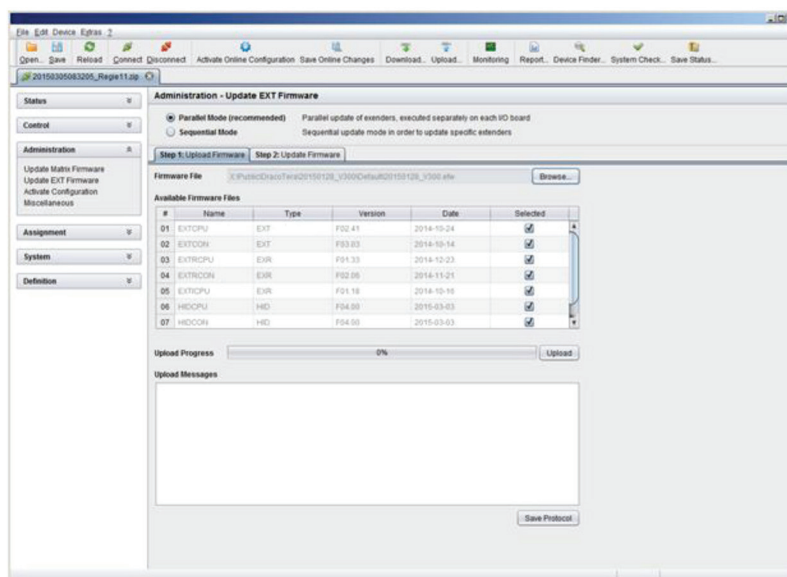 File Edit Device Extras ?
Open... Save Reload Connect Disconnect Activate Online Configuration Save Online Changes Download... Upload... Monitoring Report... Device Finder... System Check... Save Status...
20150305083205_Regie11.zip
Status
Control
Administration
Update Matrix Firmware
Update EXT Firmware
Activate Configuration
Miscellaneous
Assignment
System
Definition
Administration - Update EXT Firmware
Parallel Mode (recommended) Parallel update of exenders, executed separately on each I/O board
Sequential Mode Sequential update mode in order to update specific extenders
Step 1: Upload Firmware Step 2: Update Firmware
Firmware File Browse...
Available Firmware Files
# Name Type Version Date Selected
01 EXTCPU EXT F02.41 2014-10-24
02 EXTCON EXT F03.03 2014-10-14
03 EXTRCPU EXR F01.33 2014-12-23
04 EXTRCON EXR F02.06 2014-11-21
05 EXTICPU EXR F01.18 2014-10-16
06 HIDCPU HID F04.00 2015-03-03
07 HIDCON HID F04.00 2015-03-03
Upload Progress 0% Upload
Upload Messages
Save Protocol